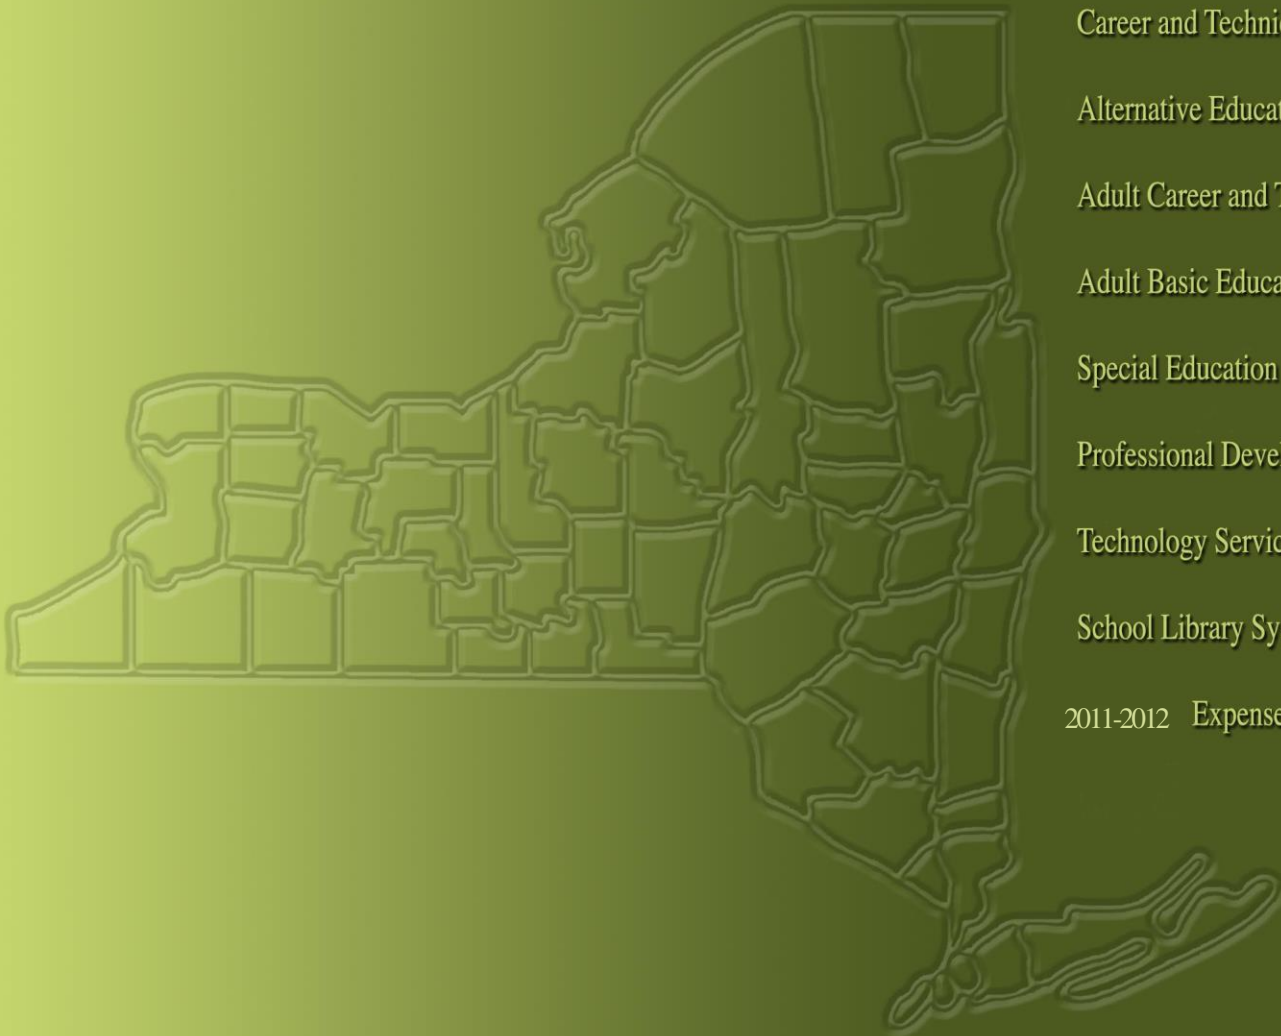 Career and Techni
Alternative Educat
Adult Career and T
Adult Basic Educa
Special Education
Professional Deve
Technology Servic
School Library Sy
2011-2012 Expense